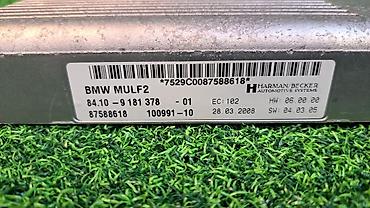 *7529C0087588618*
BMW MULF2
HARMAN/BECKER
AUTOMOTIVE SYSTEMS
84.10 - 9 181 378 - 01
EC: 102
HW: 06.00.00
87588618
100991-10
28.03.2008
SW: 04.03.05